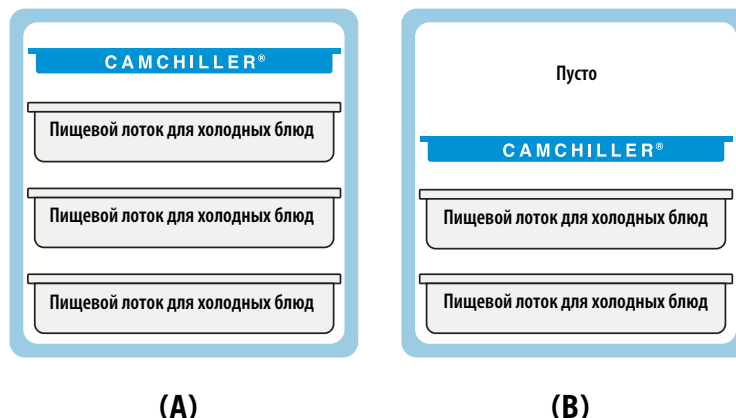 CAMCHILLER®
Пищевой лоток для холодных блюд
Пищевой лоток для холодных блюд
Пищевой лоток для холодных блюд
(A)
Пусто
CAMCHILLER®
Пищевой лоток для холодных блюд
Пищевой лоток для холодных блюд
(B)